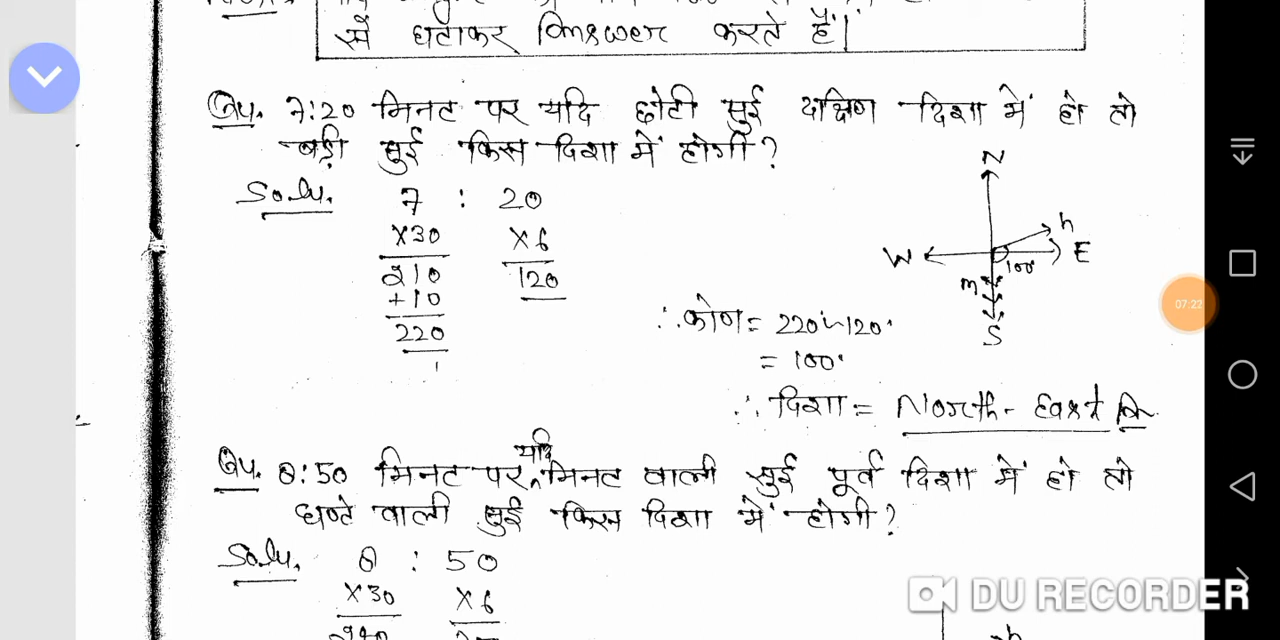 से घटाकर Answer करते हैं।
Qu. 7:20 मिनट पर यदि छोटी सुई दक्षिण दिशा में हो तो
बड़ी सुई किस दिशा में होगी?
Solu. 7 : 20
×30 ×6
210 120
+10
220
N
h
W E
100°
m
S
∴ कोण = 220°~120°
= 100°
∴ दिशा = North-East
07:22
यदि
Qu. 8:50 मिनट पर मिनट वाली सुई पूर्व दिशा में हो तो
घण्टे वाली सुई किस दिशा में होगी?
Solu. 8 : 50
×30 ×6
h
DU RECORDER